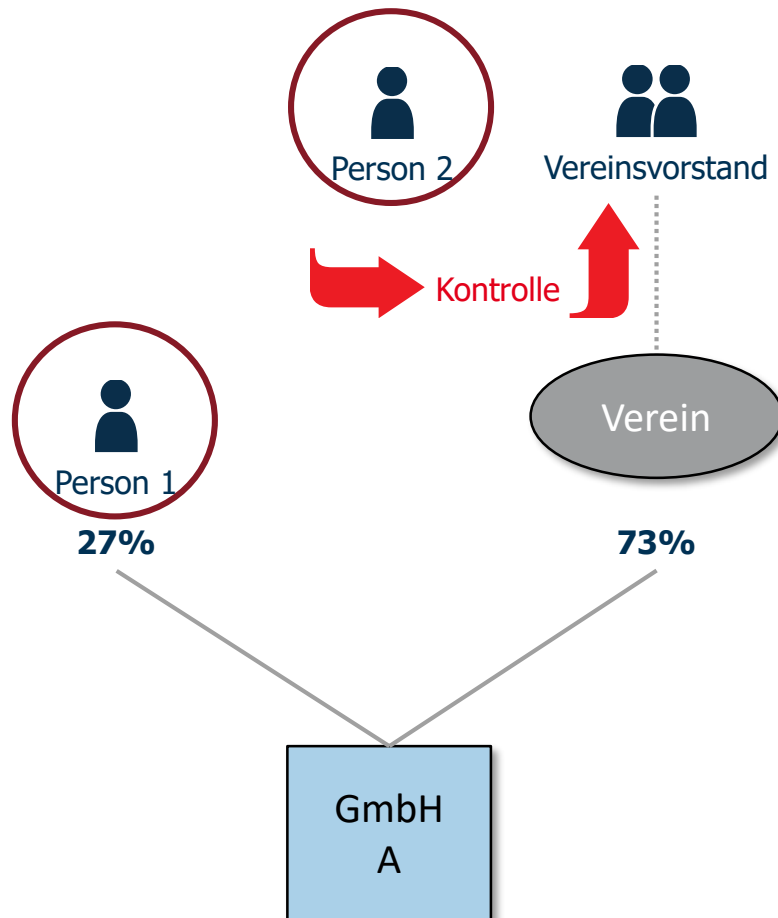 Person 2
Vereinsvorstand
Kontrolle
Verein
Person 1
27%
73%
GmbH
A